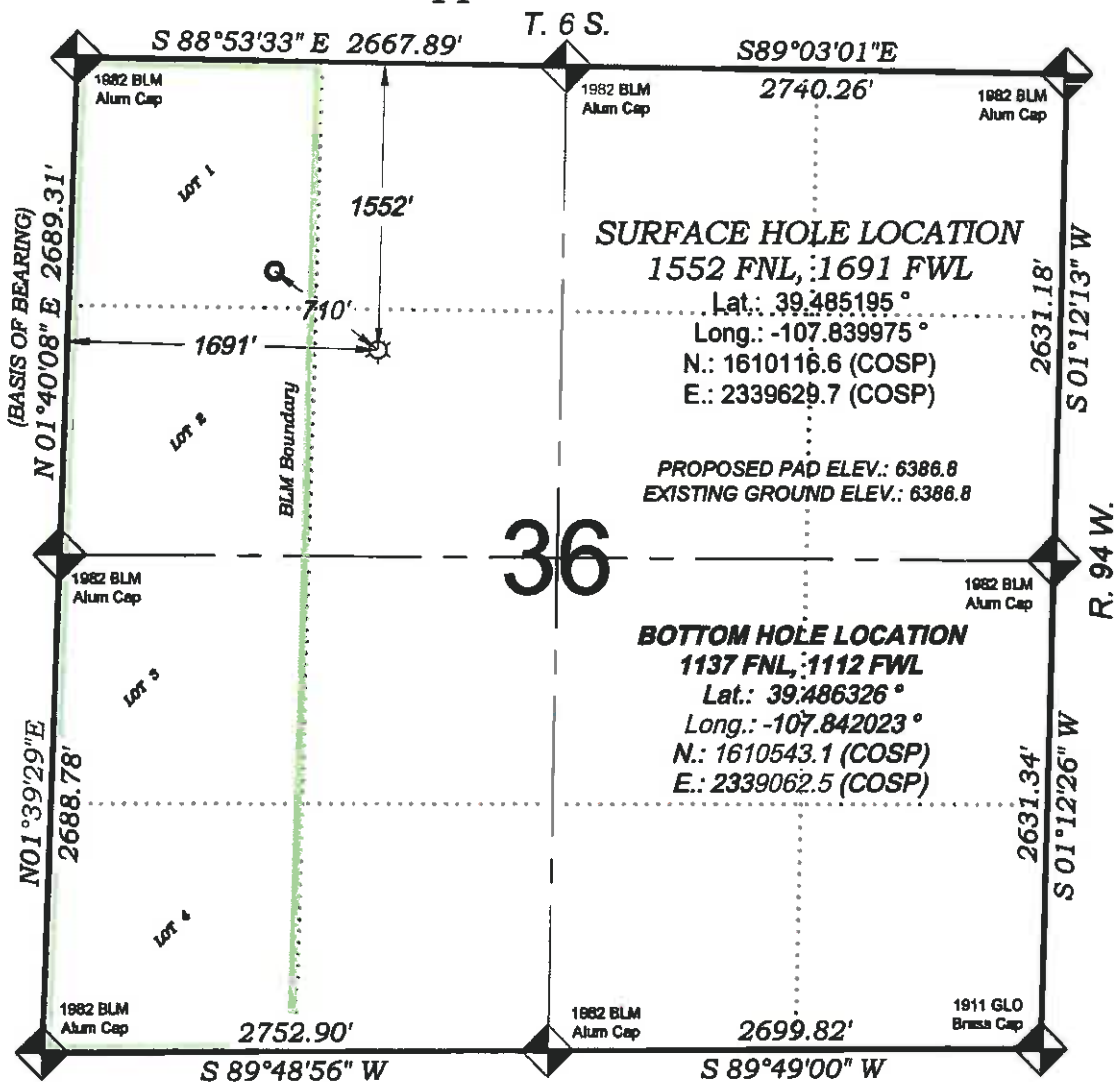 T. 6 S.
S 88°53'33" E 2667.89'
S89°03'01"E
2740.26'
1982 BLM
Alum Cap
1982 BLM
Alum Cap
1982 BLM
Alum Cap
LOT 1
1552'
(BASIS OF BEARING)
N 01°40'08" E 2689.31'
SURFACE HOLE LOCATION
1552 FNL, 1691 FWL
Lat.: 39.485195 °
Long.: -107.839975 °
N.: 1610116.6 (COSP)
E.: 2339629.7 (COSP)
2631.18'
S 01°12'13" W
710'
1691'
LOT 2
BLM Boundary
PROPOSED PAD ELEV.: 6386.8
EXISTING GROUND ELEV.: 6386.8
36
R. 94 W.
1982 BLM
Alum Cap
1982 BLM
Alum Cap
BOTTOM HOLE LOCATION
1137 FNL, 1112 FWL
Lat.: 39.486326 °
Long.: -107.842023 °
N.: 1610543.1 (COSP)
E.: 2339062.5 (COSP)
LOT 3
N01°39'29"E
2688.78'
2631.34'
S 01°12'26" W
LOT 4
1982 BLM
Alum Cap
1982 BLM
Alum Cap
1911 GLO
Brass Cap
2752.90'
2699.82'
S 89°48'56" W
S 89°49'00" W